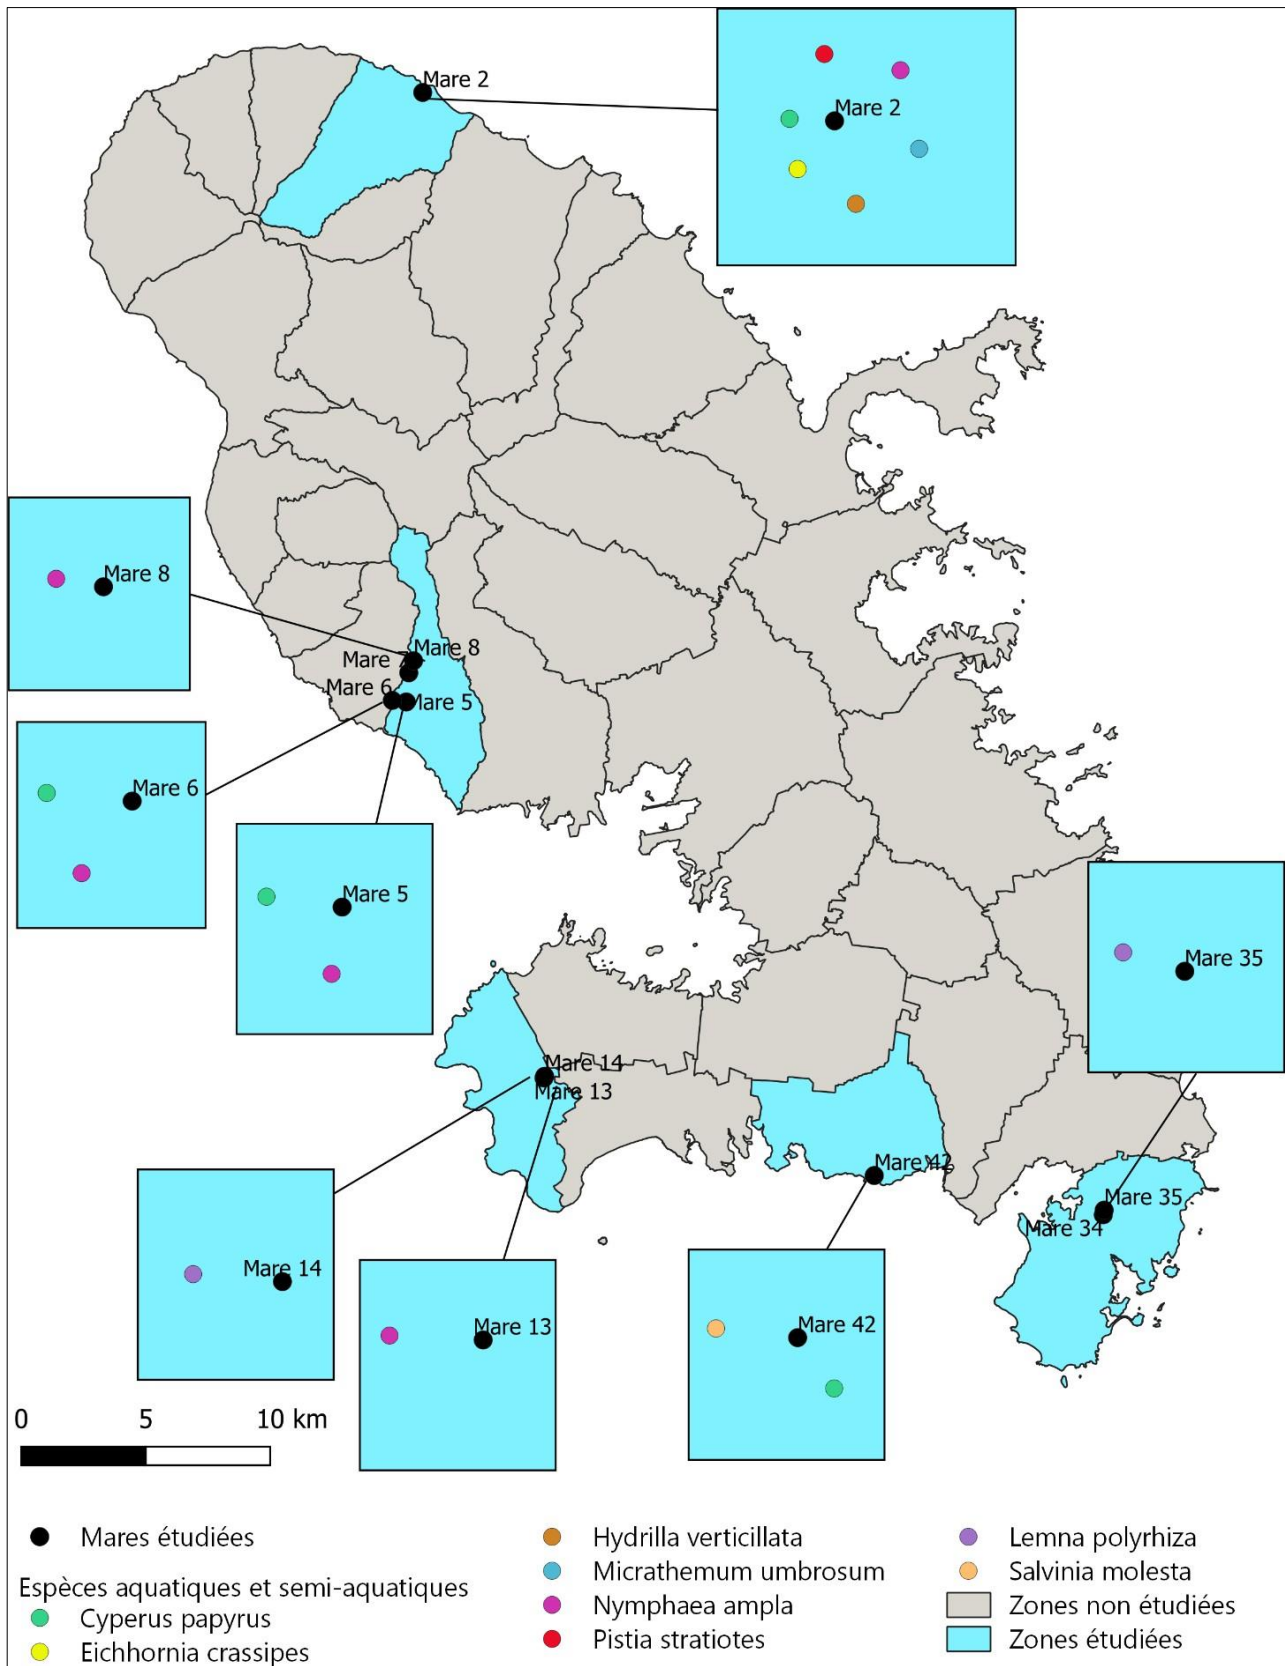 Mare 2
Mare 2
Mare 8
Mare 8
Mare 7
Mare 6
Mare 5
Mare 6
Mare 5
Mare 35
Mare 14
Mare 13
Mare 42
Mare 35
Mare 34
Mare 14
Mare 13
Mare 42
0 5 10 km
Mares étudiées
Espèces aquatiques et semi-aquatiques
Cyperus papyrus
Eichhornia crassipes
Hydrilla verticillata
Micrathemum umbrosum
Nymphaea ampla
Pistia stratiotes
Lemna polyrhiza
Salvinia molesta
Zones non étudiées
Zones étudiées